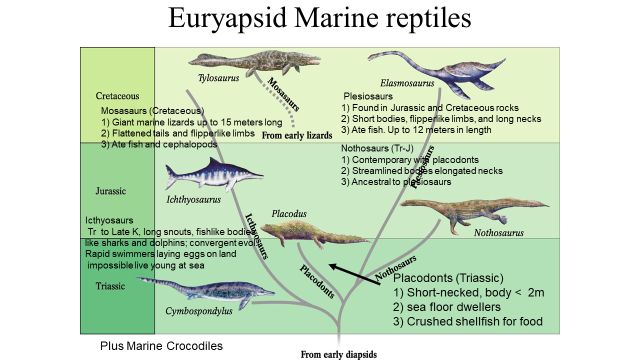 Euryapsid Marine reptiles
Tylosaurus
Elasmosaurus
Mosasaurs
Cretaceous
Mosasaurs (Cretaceous)
1) Giant marine lizards up to 15 meters long
2) Flattened tails and flipperlike limbs
3) Ate fish and cephalopods
From early lizards
Plesiosaurs
1) Found in Jurassic and Cretaceous rocks
2) Short bodies, flipperlike limbs, and long necks
3) Ate fish. Up to 12 meters in length
Nothosaurs (Tr-J)
1) Contemporary with placodonts
2) Streamlined bodies elongated necks
3) Ancestral to plesiosaurs
Plesiosaurs
Jurassic
Ichthyosaurus
Placodus
Nothosaurus
Icthyosaurs
Icthyosaurs
Tr to Late K, long snouts, fishlike bodies
like sharks and dolphins; convergent evol.
Rapid swimmers laying eggs on land
impossible live young at sea
Placodonts
Nothosaurs
Triassic
Cymbospondylus
Placodonts (Triassic)
1) Short-necked, body < 2m
2) sea floor dwellers
3) Crushed shellfish for food
Plus Marine Crocodiles
From early diapsids